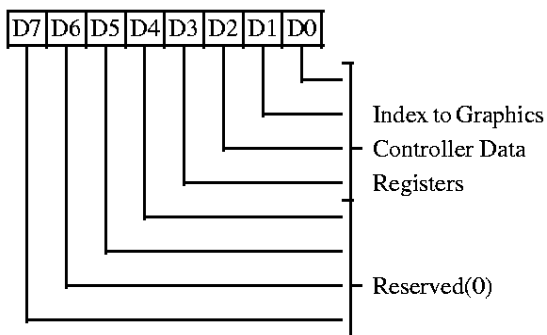 D7 D6 D5 D4 D3 D2 D1 D0
Index to Graphics
Controller Data
Registers
Reserved(0)